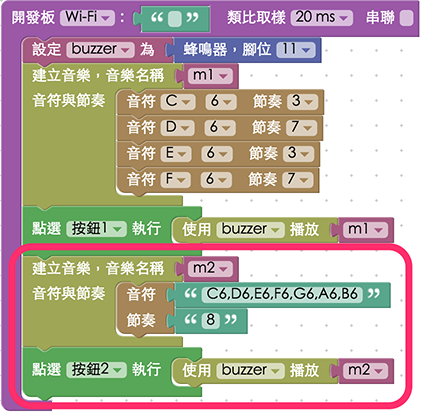 開發板 Wi-Fi : “ ” 類比取樣 20 ms 串聯
設定 buzzer 為 蜂鳴器，腳位 11
建立音樂，音樂名稱 m1
音符與節奏 音符 C 6 節奏 3
音符 D 6 節奏 7
音符 E 6 節奏 3
音符 F 6 節奏 7
點選 按鈕1 執行 使用 buzzer 播放 m1
建立音樂，音樂名稱 m2
音符與節奏 音符 “ C6,D6,E6,F6,G6,A6,B6 ”
節奏 “ 8 ”
點選 按鈕2 執行 使用 buzzer 播放 m2